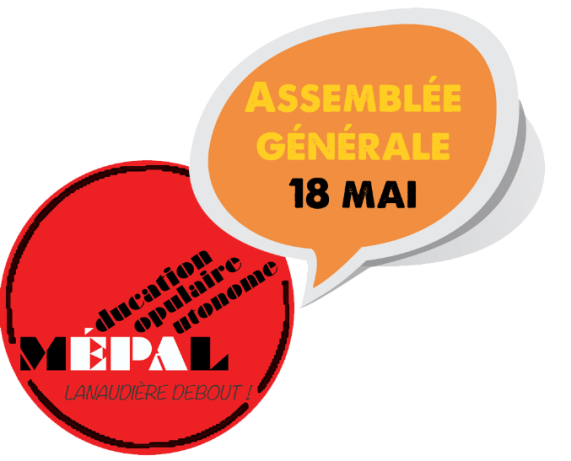 ASSEMBLÉE
GÉNÉRALE
18 MAI
ducation
opulaire
utonome
MÉPAL
LANAUDIÈRE DEBOUT !